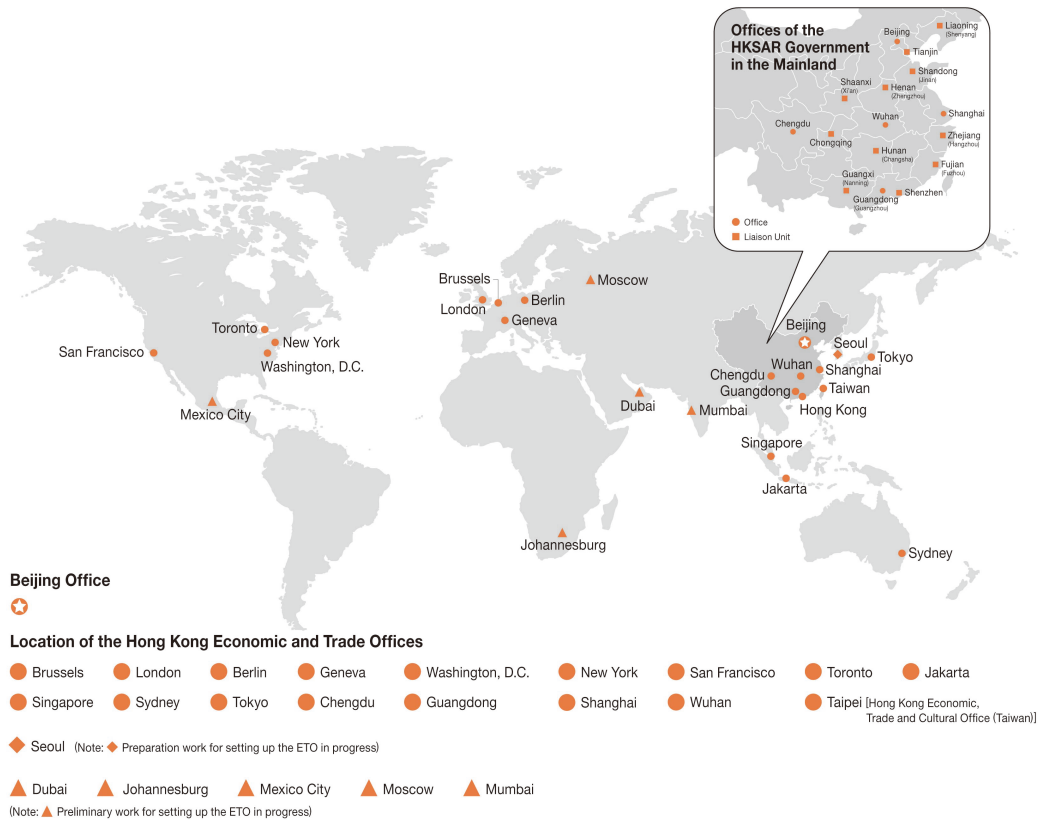 Offices of the
HKSAR Government
in the Mainland
Beijing
Liaoning
(Shenyang)
Tianjin
Shandong
(Jinan)
Shaanxi
(Xi'an)
Henan
(Zhengzhou)
Chengdu
Wuhan
Shanghai
Chongqing
Zhejiang
(Hangzhou)
Hunan
(Changsha)
Fujian
(Fuzhou)
Guangxi
(Nanning)
Guangdong
(Guangzhou)
Shenzhen
Office
Liaison Unit
Brussels
Moscow
London
Berlin
Geneva
Toronto
New York
San Francisco
Washington, D.C.
Mexico City
Beijing
Seoul
Tokyo
Wuhan
Shanghai
Chengdu
Guangdong
Taiwan
Hong Kong
Dubai
Mumbai
Singapore
Jakarta
Johannesburg
Sydney
Beijing Office
Location of the Hong Kong Economic and Trade Offices
Brussels London Berlin Geneva Washington, D.C. New York San Francisco Toronto Jakarta
Singapore Sydney Tokyo Chengdu Guangdong Shanghai Wuhan Taipei [Hong Kong Economic,
Trade and Cultural Office (Taiwan)]
Seoul (Note: ◆ Preparation work for setting up the ETO in progress)
Dubai Johannesburg Mexico City Moscow Mumbai
(Note: ▲ Preliminary work for setting up the ETO in progress)